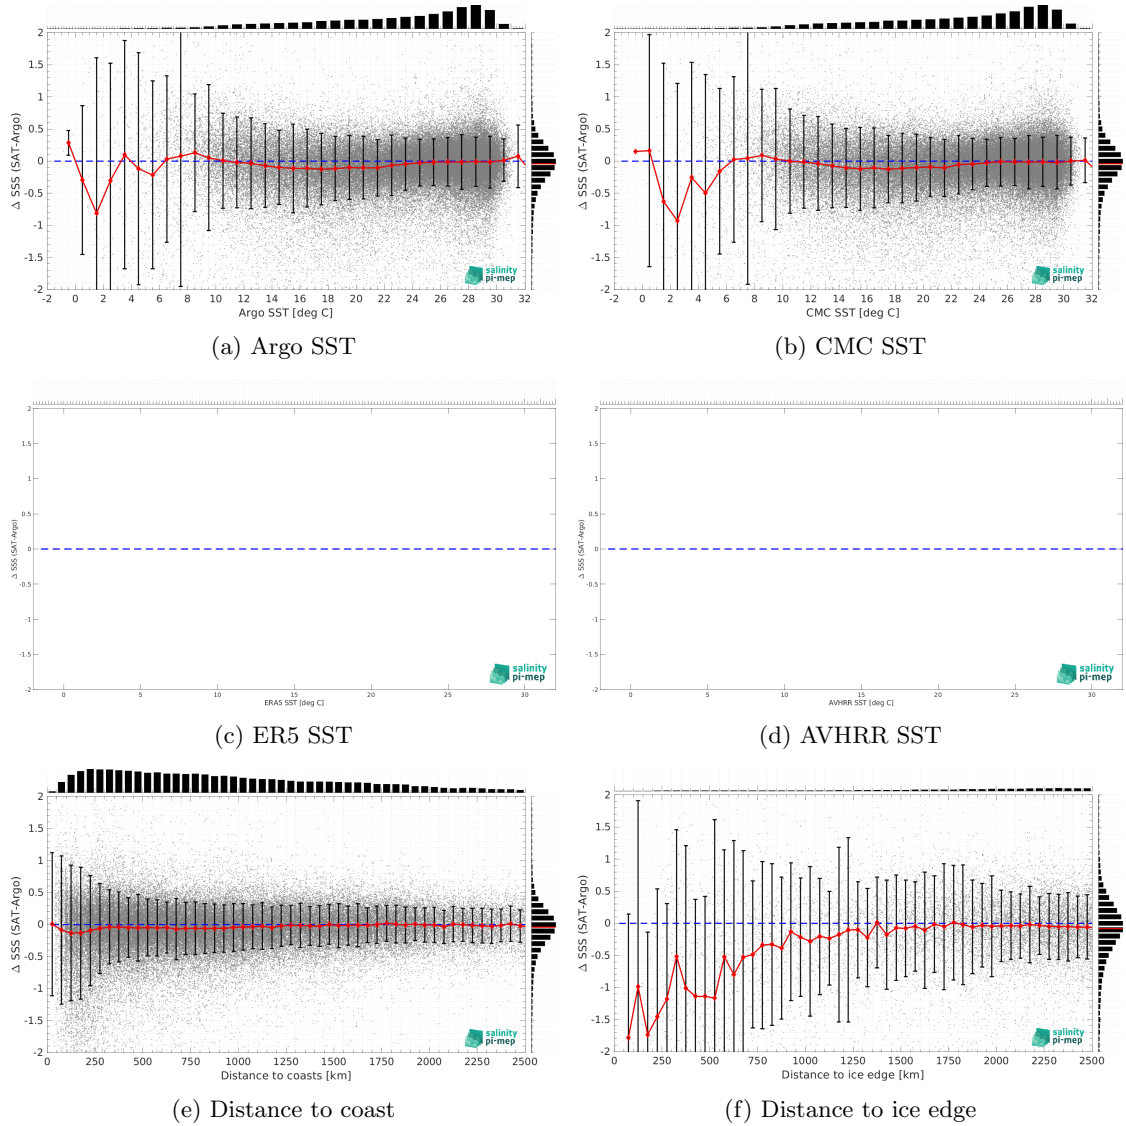 2
1.5
1
0.5
0
-0.5
-1
-1.5
-2
Δ SSS (SAT-Argo)
-2 0 2 4 6 8 10 12 14 16 18 20 22 24 26 28 30 32
Argo SST [deg C]
salinity
pi-mep
(a) Argo SST
2
1.5
1
0.5
0
-0.5
-1
-1.5
-2
Δ SSS (SAT-Argo)
-2 0 2 4 6 8 10 12 14 16 18 20 22 24 26 28 30 32
CMC SST [deg C]
salinity
pi-mep
(b) CMC SST
2
1.5
1
0.5
0
-0.5
-1
-1.5
-2
Δ SSS (SAT-Argo)
0 5 10 15 20 25 30
ERA5 SST [deg C]
salinity
pi-mep
(c) ER5 SST
2
1.5
1
0.5
0
-0.5
-1
-1.5
-2
Δ SSS (SAT-Argo)
0 5 10 15 20 25 30
AVHRR SST [deg C]
salinity
pi-mep
(d) AVHRR SST
2
1.5
1
0.5
0
-0.5
-1
-1.5
-2
Δ SSS (SAT-Argo)
0 250 500 750 1000 1250 1500 1750 2000 2250 2500
Distance to coasts [km]
salinity
pi-mep
(e) Distance to coast
2
1.5
1
0.5
0
-0.5
-1
-1.5
-2
Δ SSS (SAT-Argo)
0 250 500 750 1000 1250 1500 1750 2000 2250 2500
Distance to ice edge [km]
salinity
pi-mep
(f) Distance to ice edge